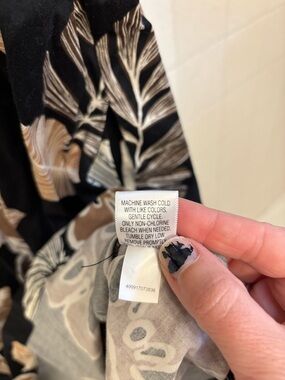 MACHINE WASH COLD
WITH LIKE COLORS,
GENTLE CYCLE.
ONLY NON-CHLORINE
BLEACH WHEN NEEDED.
TUMBLE DRY LOW.
REMOVE PROMPTLY